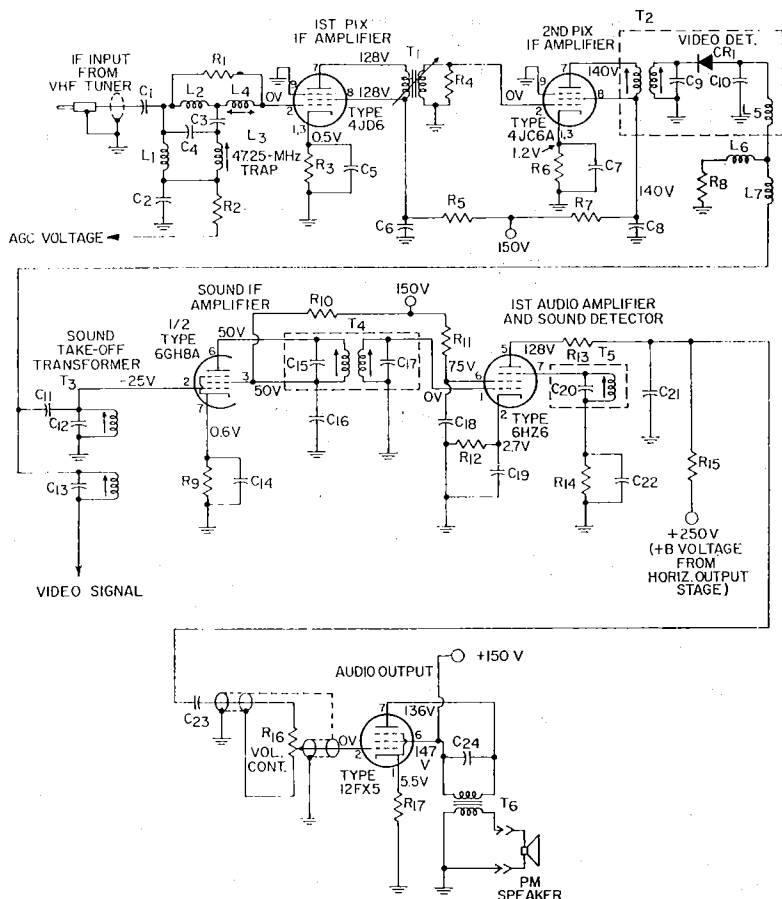 1ST PIX
IF AMPLIFIER
2ND PIX
IF AMPLIFIER
T2
VIDEO DET.
IF INPUT
FROM
VHF TUNER
R1
128V
T1
140V
CR1
C1
L2
L4
0V
9
7
8
2
1,3
128V
R4
0V
9
7
8
2
1,3
C9
C10
L5
C3
C4
L3
47.25-MHz
TRAP
TYPE
4JD6
0.5V
TYPE
4JC6A
1.2V
L6
L1
R3
C5
R6
C7
R8
L7
C2
R2
R5
R7
140V
C6
C8
AGC VOLTAGE
150V
SOUND IF
AMPLIFIER
150V
R10
1ST AUDIO AMPLIFIER
AND SOUND DETECTOR
SOUND
TAKE-OFF
TRANSFORMER
T3
1/2
TYPE
6GH8A
6
50V
T4
R11
128V
R13
T5
5
7
-.25V
C15
C17
75V
6
C20
C21
C11
2
3
50V
0V
1
2
TYPE
6HZ6
C12
7
0.6V
C16
C18
2.7V
R12
C13
R9
C14
C19
R14
C22
R15
+250V
(+B VOLTAGE
FROM
HORIZ. OUTPUT
STAGE)
VIDEO SIGNAL
AUDIO OUTPUT
+150 V
C23
7
136V
R16
VOL.
CONT.
0V
2
6
147
V
C24
TYPE
12FX5
1
5.5V
R17
T6
PM
SPEAKER